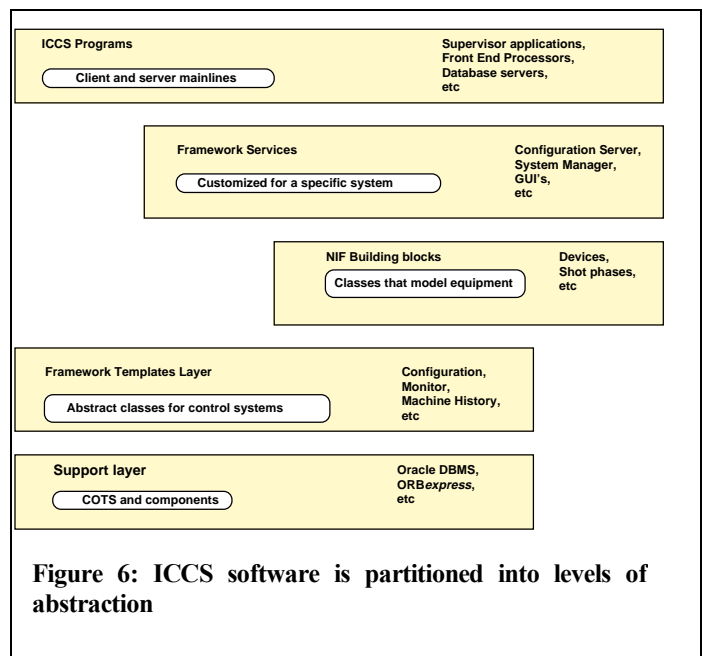 ICCS Programs
Client and server mainlines
Supervisor applications,
Front End Processors,
Database servers,
etc
Framework Services
Customized for a specific system
Configuration Server,
System Manager,
GUI's,
etc
NIF Building blocks
Classes that model equipment
Devices,
Shot phases,
etc
Framework Templates Layer
Abstract classes for control systems
Configuration,
Monitor,
Machine History,
etc
Support layer
COTS and components
Oracle DBMS,
ORBexpress,
etc
Figure 6: ICCS software is partitioned into levels of
abstraction